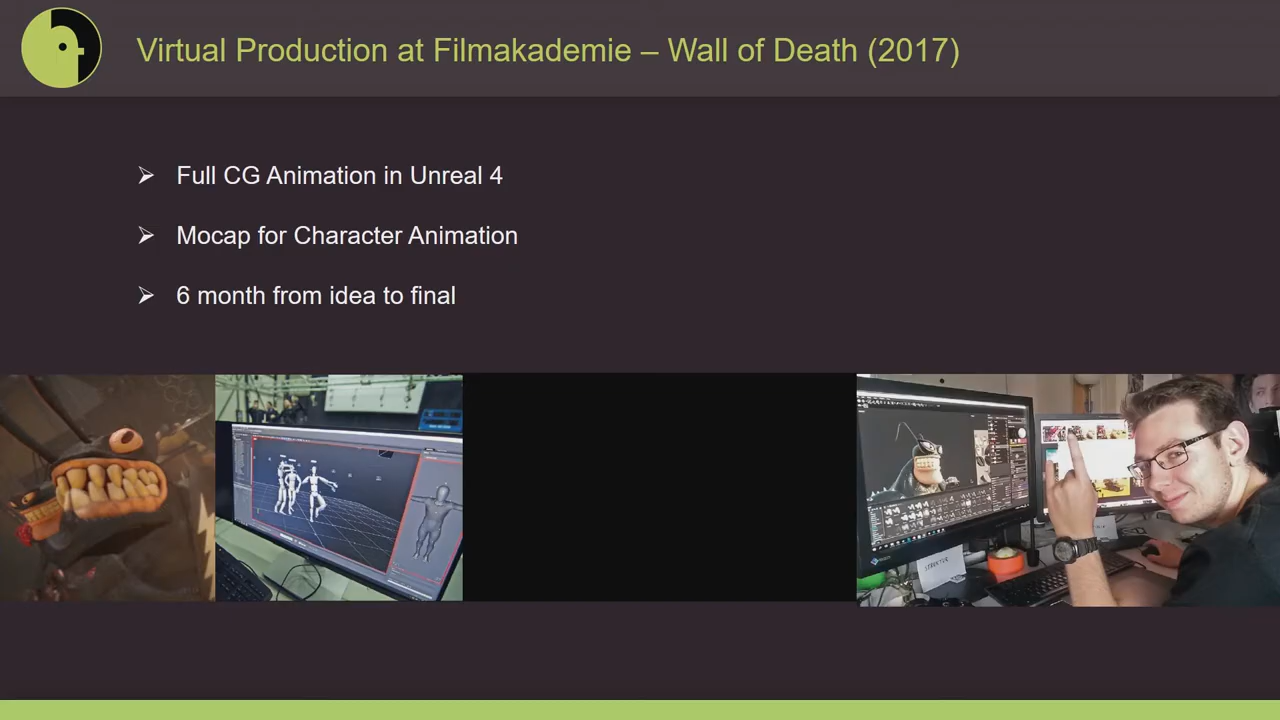 Virtual Production at Filmakademie – Wall of Death (2017)
Full CG Animation in Unreal 4
Mocap for Character Animation
6 month from idea to final